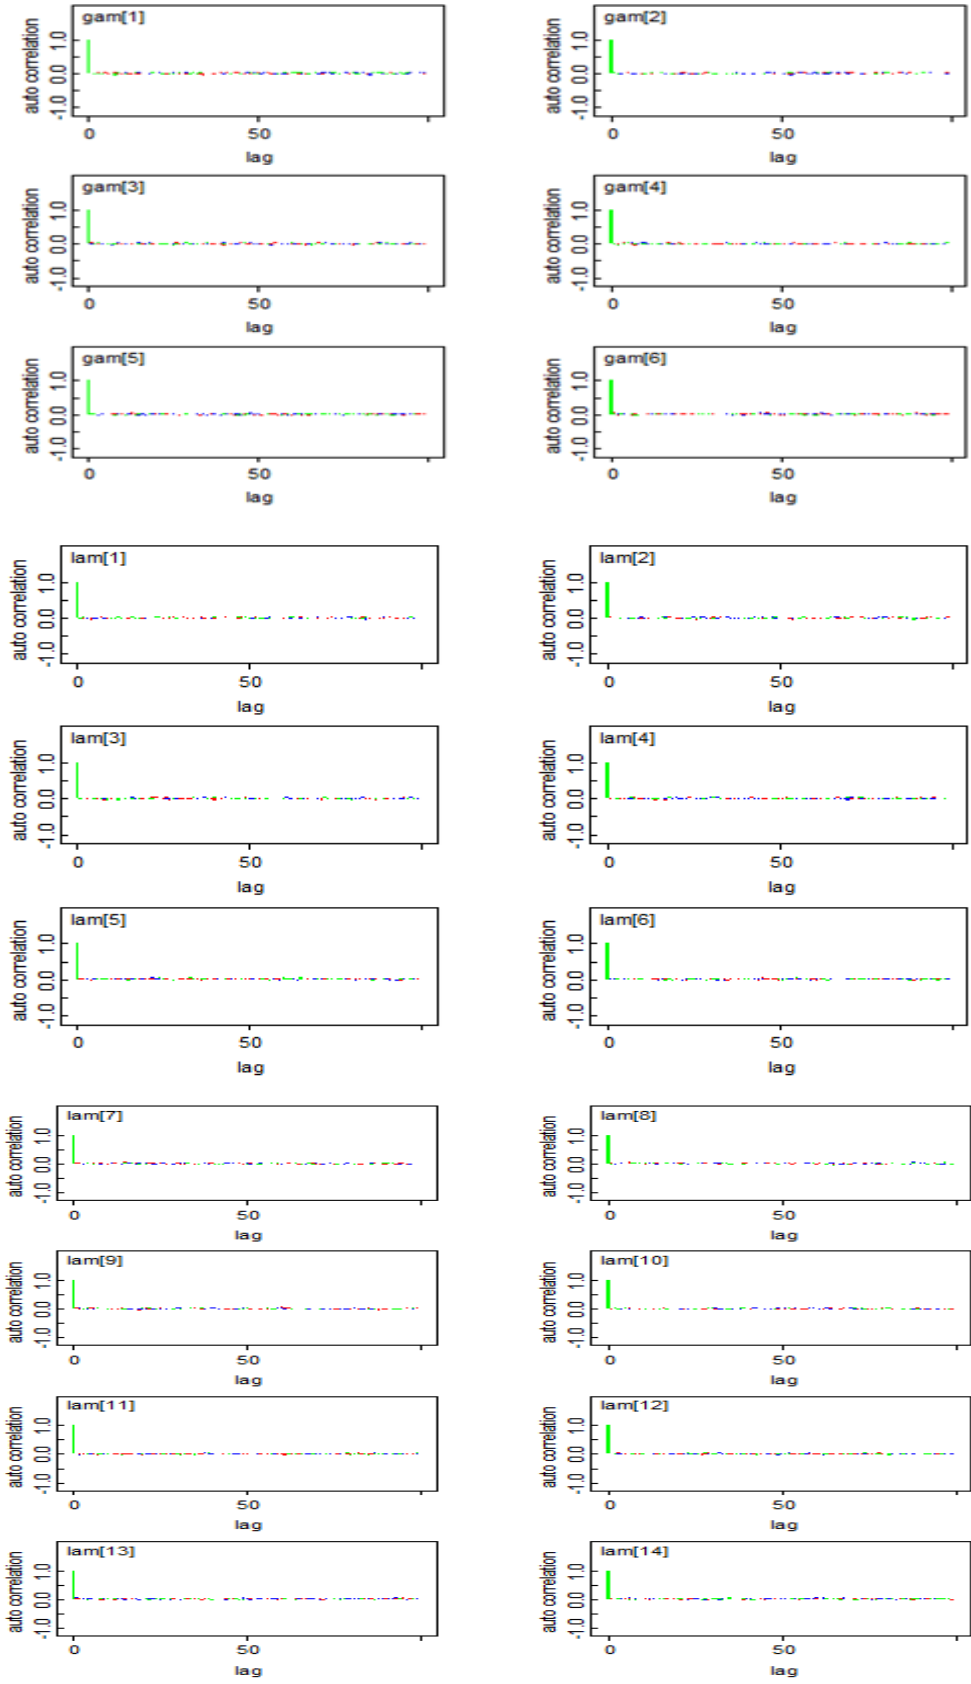 gam[1]
auto correlation
-1.0 0.0 1.0
0 50
lag
gam[2]
auto correlation
-1.0 0.0 1.0
0 50
lag
gam[3]
auto correlation
-1.0 0.0 1.0
0 50
lag
gam[4]
auto correlation
-1.0 0.0 1.0
0 50
lag
gam[5]
auto correlation
-1.0 0.0 1.0
0 50
lag
gam[6]
auto correlation
-1.0 0.0 1.0
0 50
lag
lam[1]
auto correlation
-1.0 0.0 1.0
0 50
lag
lam[2]
auto correlation
-1.0 0.0 1.0
0 50
lag
lam[3]
auto correlation
-1.0 0.0 1.0
0 50
lag
lam[4]
auto correlation
-1.0 0.0 1.0
0 50
lag
lam[5]
auto correlation
-1.0 0.0 1.0
0 50
lag
lam[6]
auto correlation
-1.0 0.0 1.0
0 50
lag
lam[7]
auto correlation
-1.0 0.0 1.0
0 50
lag
lam[8]
auto correlation
-1.0 0.0 1.0
0 50
lag
lam[9]
auto correlation
-1.0 0.0 1.0
0 50
lag
lam[10]
auto correlation
-1.0 0.0 1.0
0 50
lag
lam[11]
auto correlation
-1.0 0.0 1.0
0 50
lag
lam[12]
auto correlation
-1.0 0.0 1.0
0 50
lag
lam[13]
auto correlation
-1.0 0.0 1.0
0 50
lag
lam[14]
auto correlation
-1.0 0.0 1.0
0 50
lag